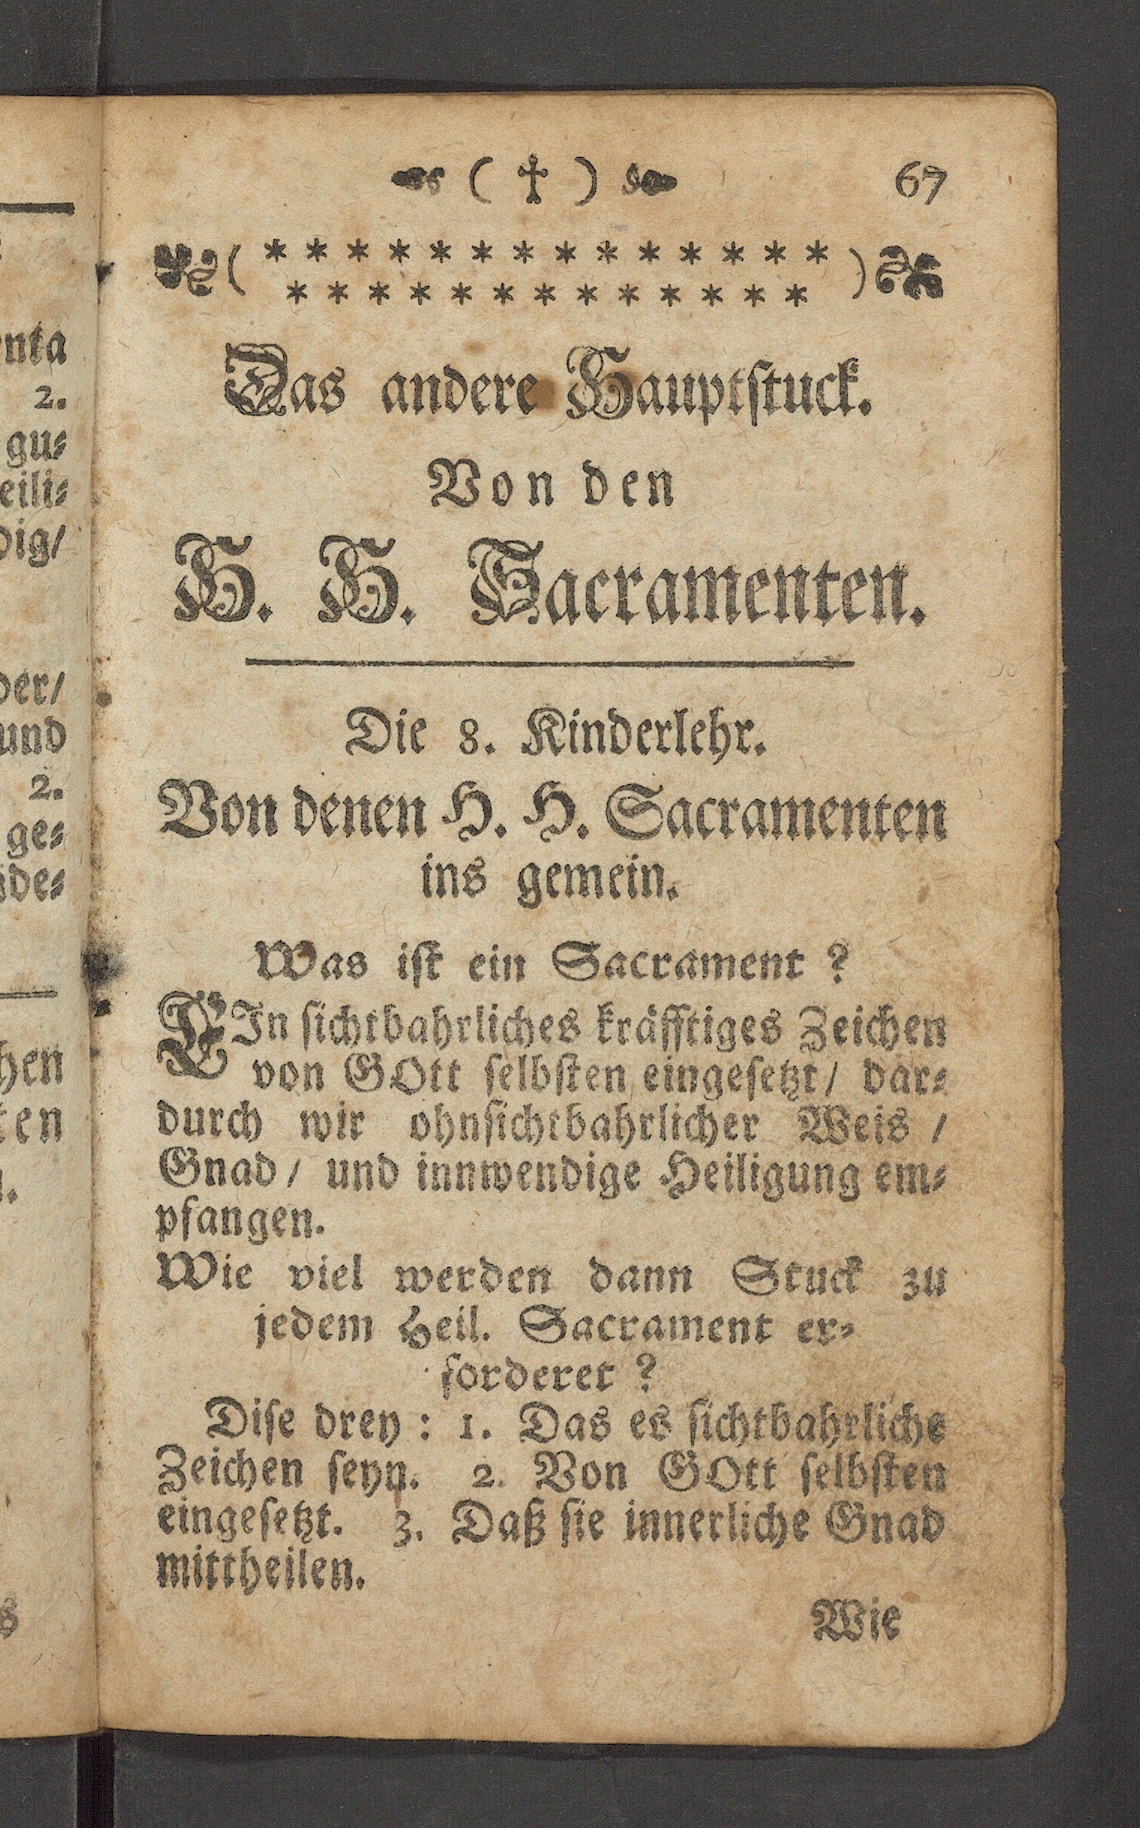 ( † ) 67
( * * * * * * * * * * * * * * )
* * * * * * * * * * * * *
Das andere Hauptstuck.
Von den
H. H. Sacramenten.
Die 8. Kinderlehr.
Von denen H. H. Sacramenten
ins gemein.
Was ist ein Sacrament ?
EIn sichtbahrliches kräfftiges Zeichen
von GOtt selbsten eingesetzt / dar-
durch wir ohnsichtbahrlicher Weis /
Gnad / und innwendige Heiligung em-
pfangen.
Wie viel werden dann Stuck zu
jedem Heil. Sacrament er-
forderet ?
Dise drey : 1. Das es sichtbahrliche
Zeichen seyn. 2. Von GOtt selbsten
eingesetzt. 3. Daß sie innerliche Gnad
mittheilen.
Wie